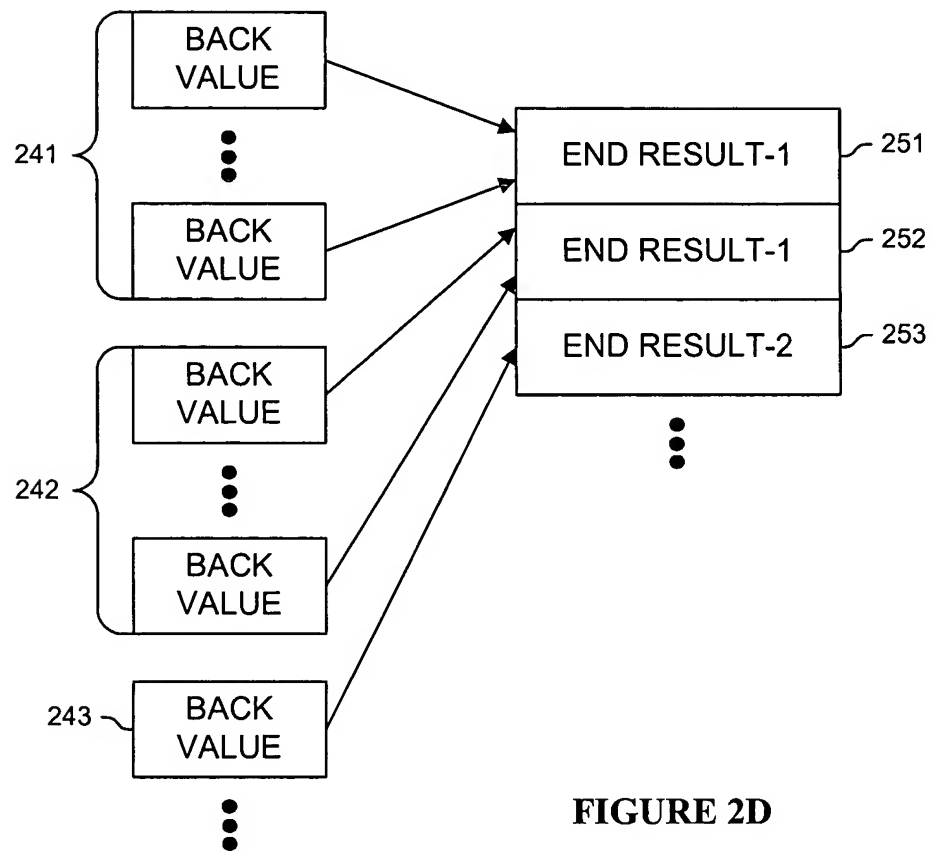 BACK
VALUE
241
BACK
VALUE
END RESULT-1
251
END RESULT-1
252
END RESULT-2
253
BACK
VALUE
242
BACK
VALUE
243
BACK
VALUE
FIGURE 2D